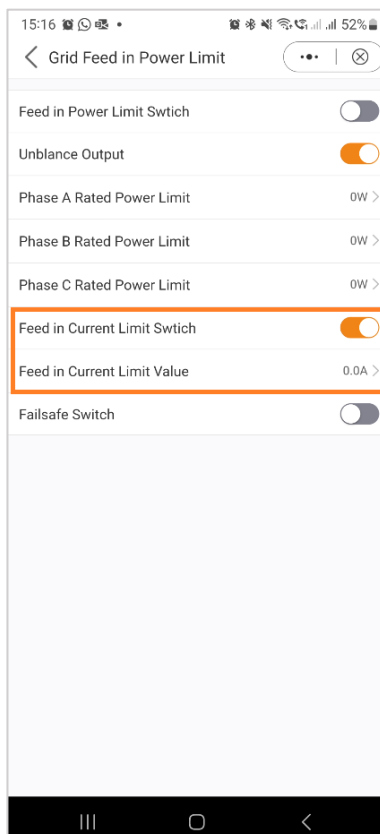 15:16 52%
Grid Feed in Power Limit
Feed in Power Limit Swtich
Unblance Output
Phase A Rated Power Limit 0W
Phase B Rated Power Limit 0W
Phase C Rated Power Limit 0W
Feed in Current Limit Swtich
Feed in Current Limit Value 0.0A
Failsafe Switch